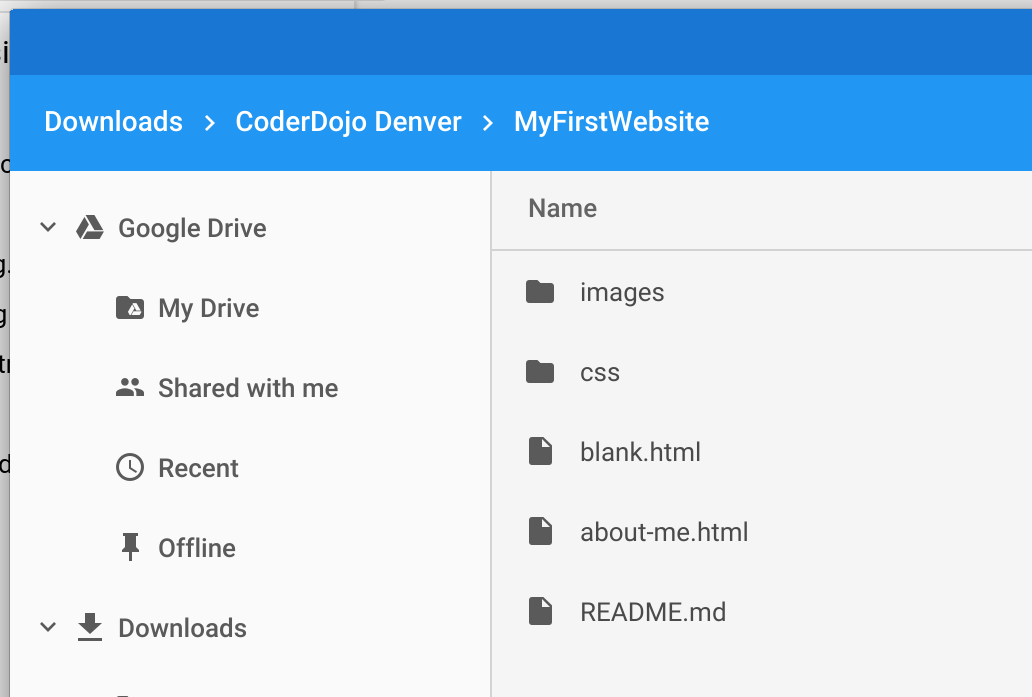 Downloads > CoderDojo Denver > MyFirstWebsite
Google Drive
My Drive
Shared with me
Recent
Offline
Downloads
Name
images
css
blank.html
about-me.html
README.md